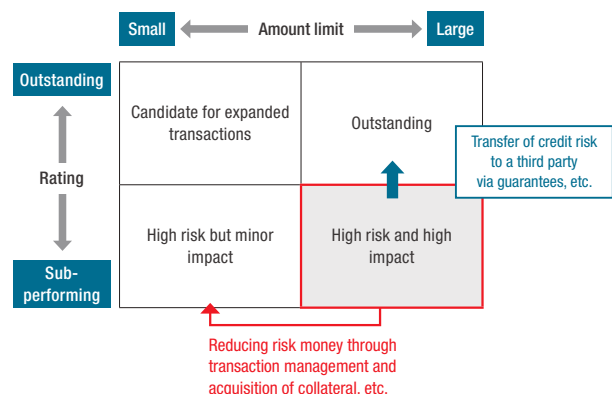 Small
Amount limit
Large
Outstanding
Rating
Sub-
performing
Candidate for expanded
transactions
Outstanding
Transfer of credit risk
to a third party
via guarantees, etc.
High risk but minor
impact
High risk and high
impact
Reducing risk money through
transaction management and
acquisition of collateral, etc.